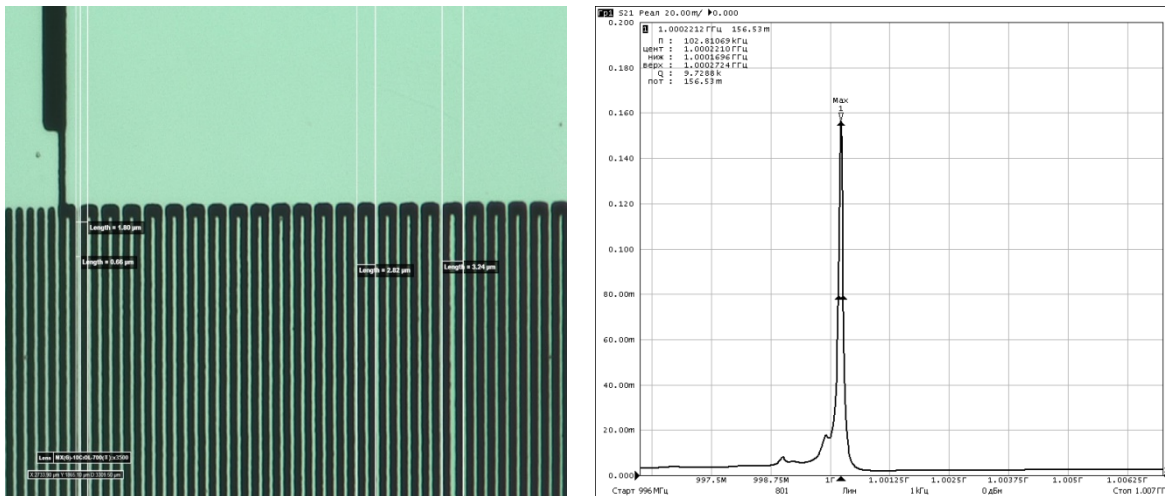 Length = 1.80 µm
Length = 0.66 µm
Length = 2.82 µm
Length = 3.24 µm
Гр1 S21 Реал 20.00m/ ▶0.000
0.200
1 1.0002212 ГГц 156.53m
П : 102.81069 кГц
цент : 1.0002210 ГГц
ниж : 1.0001696 ГГц
верх : 1.0002724 ГГц
Q : 9.7288 k
пот : 156.53m
0.180
0.160
Max
1
0.140
0.120
0.100
80.00m
60.00m
40.00m
20.00m
0.000
997.5M 998.75M 1Г 1.00125Г 1.0025Г 1.00375Г 1.005Г 1.00625Г
Старт 996 МГц 801 Лин 1 кГц 0 дБм Стоп 1.007ГГ